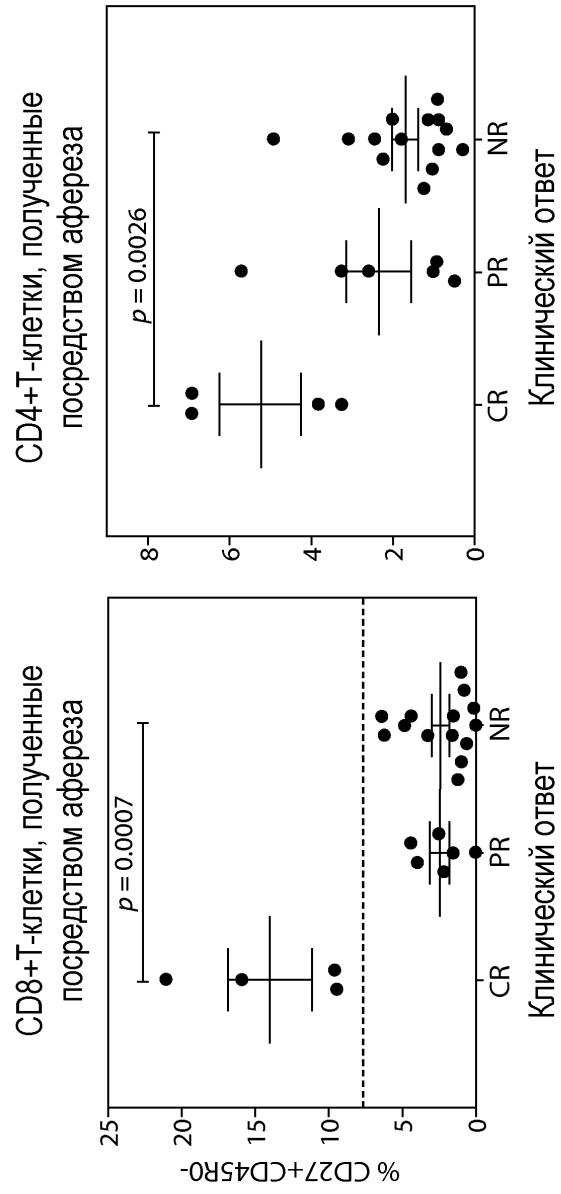 CD8+T-клетки, полученные
посредством афереза
p = 0.0007
% CD27+CD45R0-
25
20
15
10
5
0
CR
PR
NR
Клинический ответ
CD4+T-клетки, полученные
посредством афереза
p = 0.0026
8
6
4
2
0
CR
PR
NR
Клинический ответ